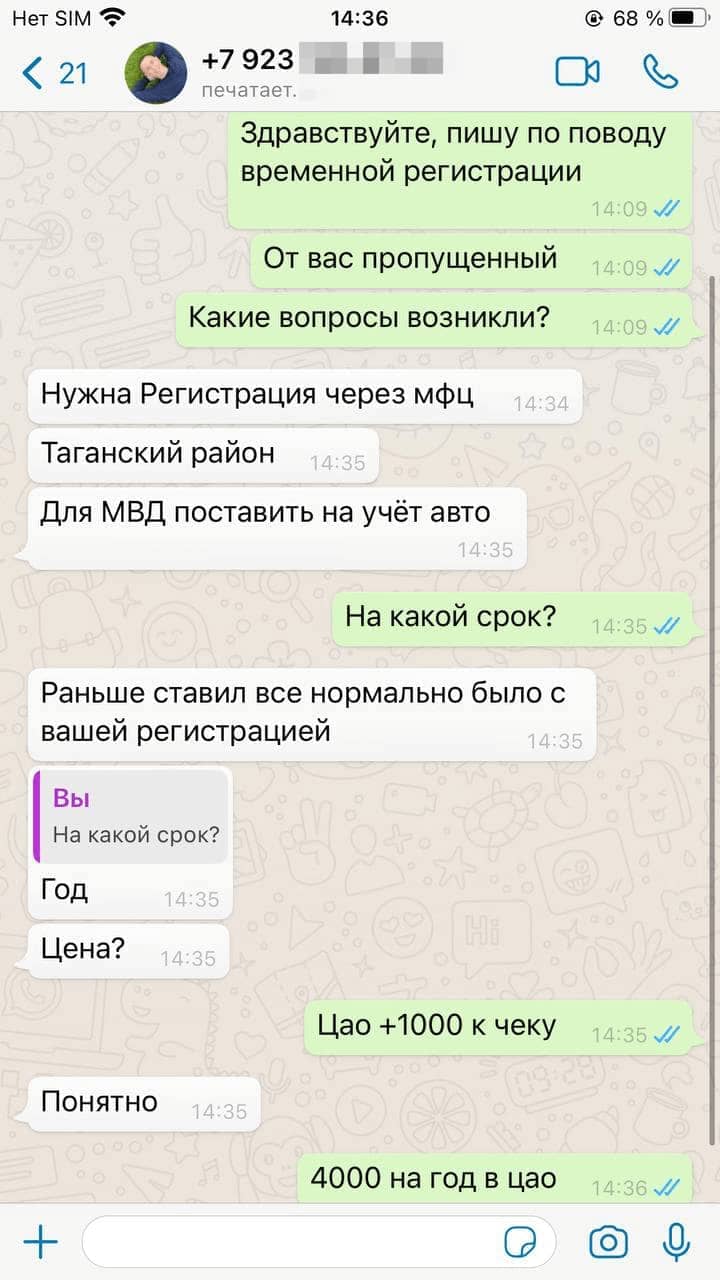 Нет SIM 14:36 68 %
21 +7 923
печатает.
Здравствуйте, пишу по поводу
временной регистрации
14:09
От вас пропущенный 14:09
Какие вопросы возникли? 14:09
Нужна Регистрация через мфц 14:34
Таганский район 14:35
Для МВД поставить на учёт авто
14:35
На какой срок? 14:35
Раньше ставил все нормально было с
вашей регистрацией 14:35
Вы
На какой срок?
Год 14:35
Цена? 14:35
Цао +1000 к чеку 14:35
Понятно 14:35
4000 на год в цао 14:36